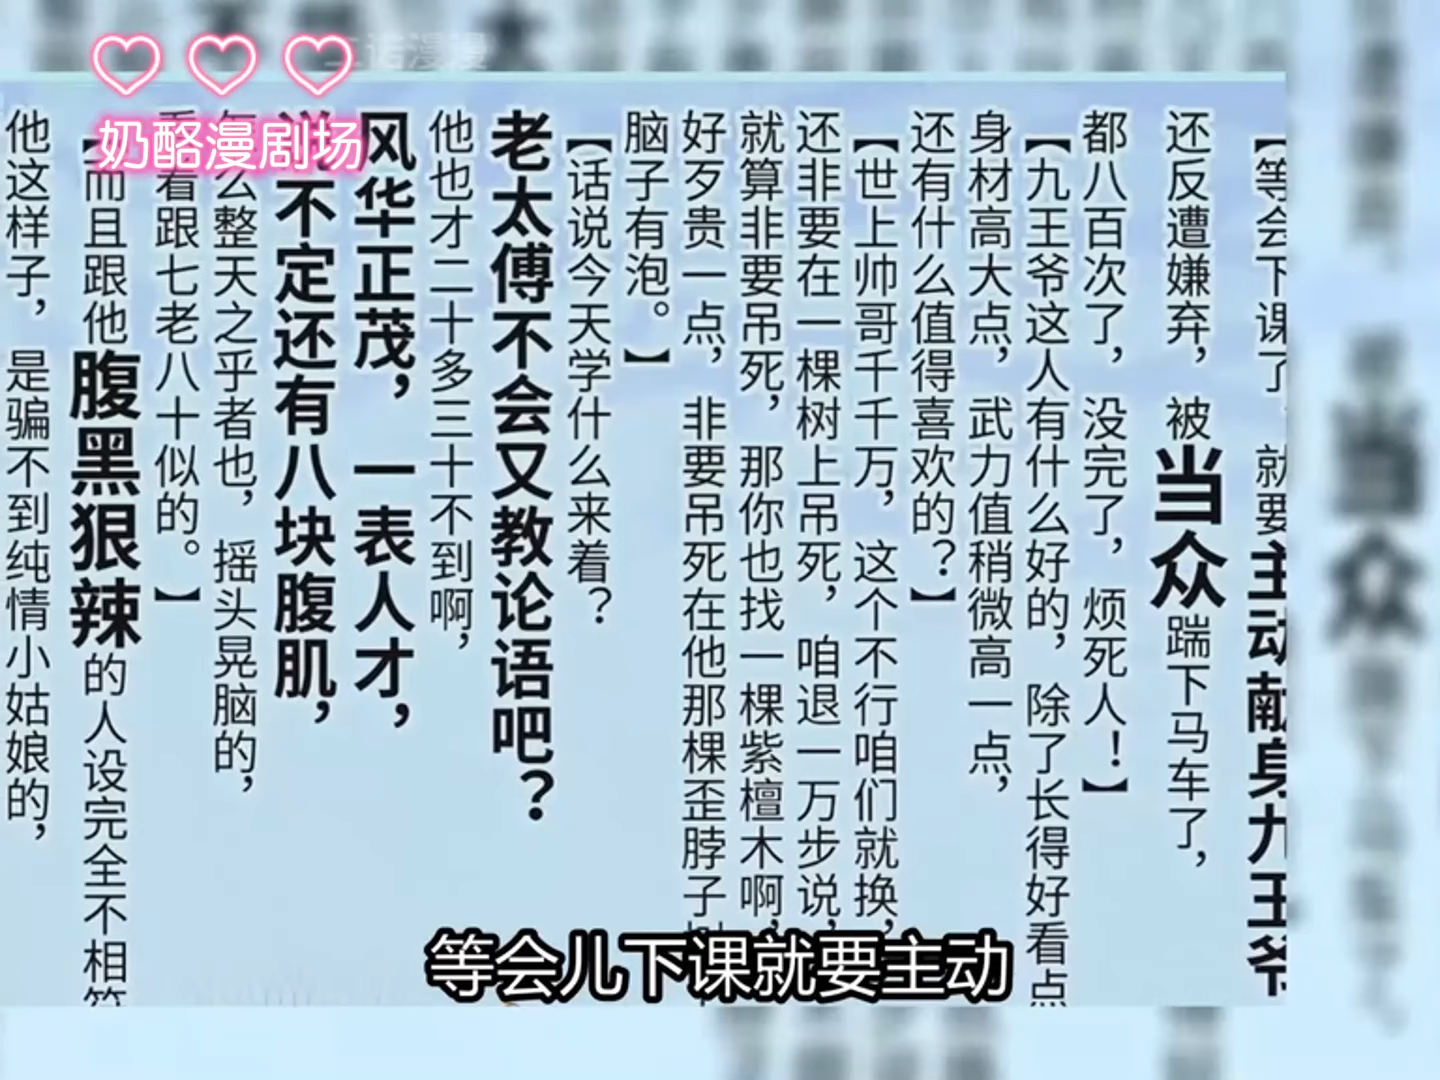 奶酪漫剧场
【等会下课了，就要主动献身九王爷
还反遭嫌弃，被当众踹下马车了，
都八百次了，没完了，烦死人！】
【九王爷这人有什么好的，除了长得好看点
身材高大点，武力值稍微高一点，
还有什么值得喜欢的？】
【世上帅哥千千万，这个不行咱们就换，
还非要在一棵树上吊死，咱退一万步说，
就算非要吊死，那你也找一棵紫檀木啊，
好歹贵一点，非要吊死在他那棵歪脖子
脑子有泡。】
【话说今天学什么来着？
老太傅不会又教论语吧？
他也才二十多三十不到啊，
风华正茂，一表人才，
说不定还有八块腹肌，
怎么整天之乎者也，摇头晃脑的，
看着跟七老八十似的。】
【而且跟他腹黑狠辣的人设完全不相符
他这样子，是骗不到纯情小姑娘的，
等会儿下课就要主动